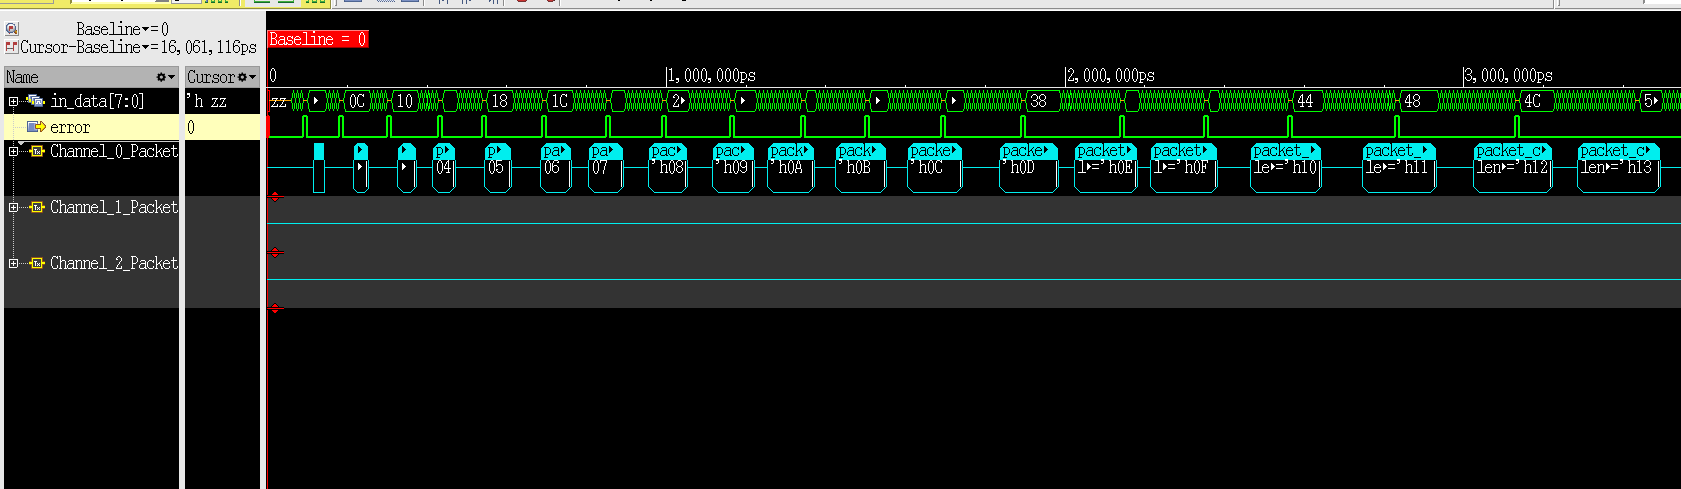 Baseline▾=0
Cursor-Baseline▾=16,061,116ps
Baseline = 0
Name Cursor 0 1,000,000ps 2,000,000ps 3,000,000ps
in_data[7:0] 'h zz zz 0C 10 18 1C 2▸ 38 44 48 4C 5▸
error 0
Channel_0_Packet p▸ p▸ pa▸ pa▸ pac▸ pac▸ pack▸ pack▸ packe▸ packe▸ packet▸ packet▸ packet_▸ packet_▸ packet_c▸ packet_c▸
04 05 06 07 'h08 'h09 'h0A 'h0B 'h0C 'h0D l▸='h0E l▸='h0F le▸='h10 le▸='h11 len▸='h12 len▸='h13
Channel_1_Packet
Channel_2_Packet